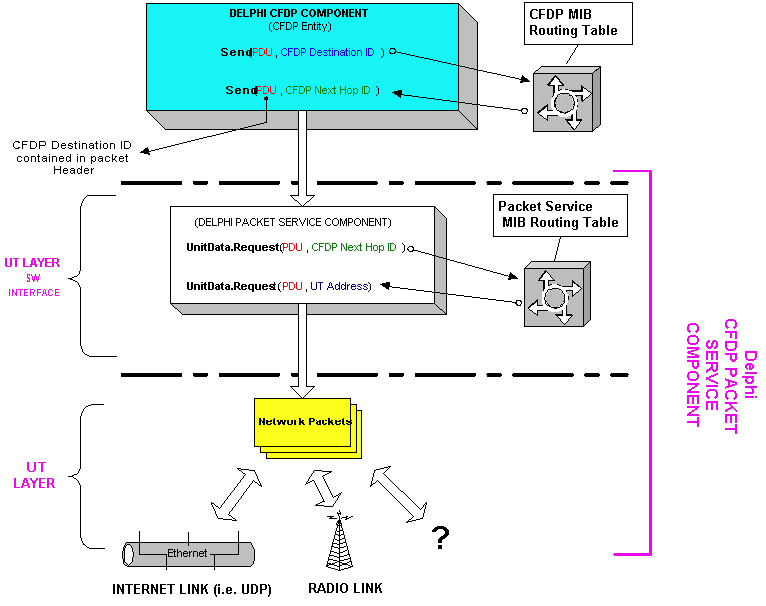 DELPHI CFDP COMPONENT
(CFDP Entity)
Send(PDU , CFDP Destination ID )
Send(PDU , CFDP Next Hop ID )
CFDP MIB
Routing Table
CFDP Destination ID
contained in packet
Header
(DELPHI PACKET SERVICE COMPONENT)
UnitData.Request(PDU , CFDP Next Hop ID )
UnitData.Request(PDU , UT Address)
Packet Service
MIB Routing Table
UT LAYER
SW
INTERFACE
Delphi
CFDP PACKET
SERVICE
COMPONENT
Network Packets
UT
LAYER
Ethernet
?
INTERNET LINK (i.e. UDP)
RADIO LINK